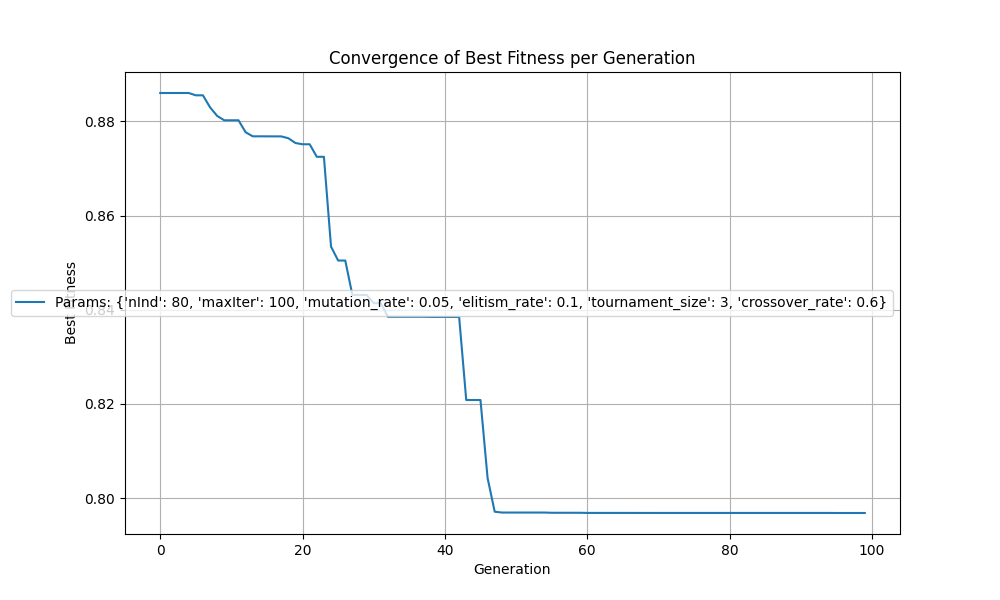 Convergence of Best Fitness per Generation
0.88
0.86
0.84
0.82
0.80
Best
ness
Params: {'nInd': 80, 'maxIter': 100, 'mutation_rate': 0.05, 'elitism_rate': 0.1, 'tournament_size': 3, 'crossover_rate': 0.6}
0
20
40
60
80
100
Generation